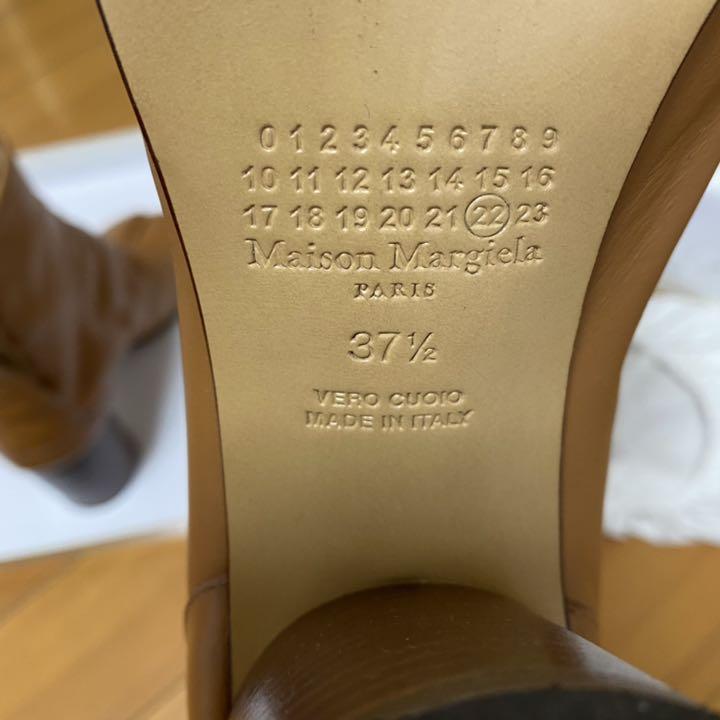 0 1 2 3 4 5 6 7 8 9
10 11 12 13 14 15 16
17 18 19 20 21 22 23
Maison Margiela
PARIS
37½
VERO CUOIO
MADE IN ITALY